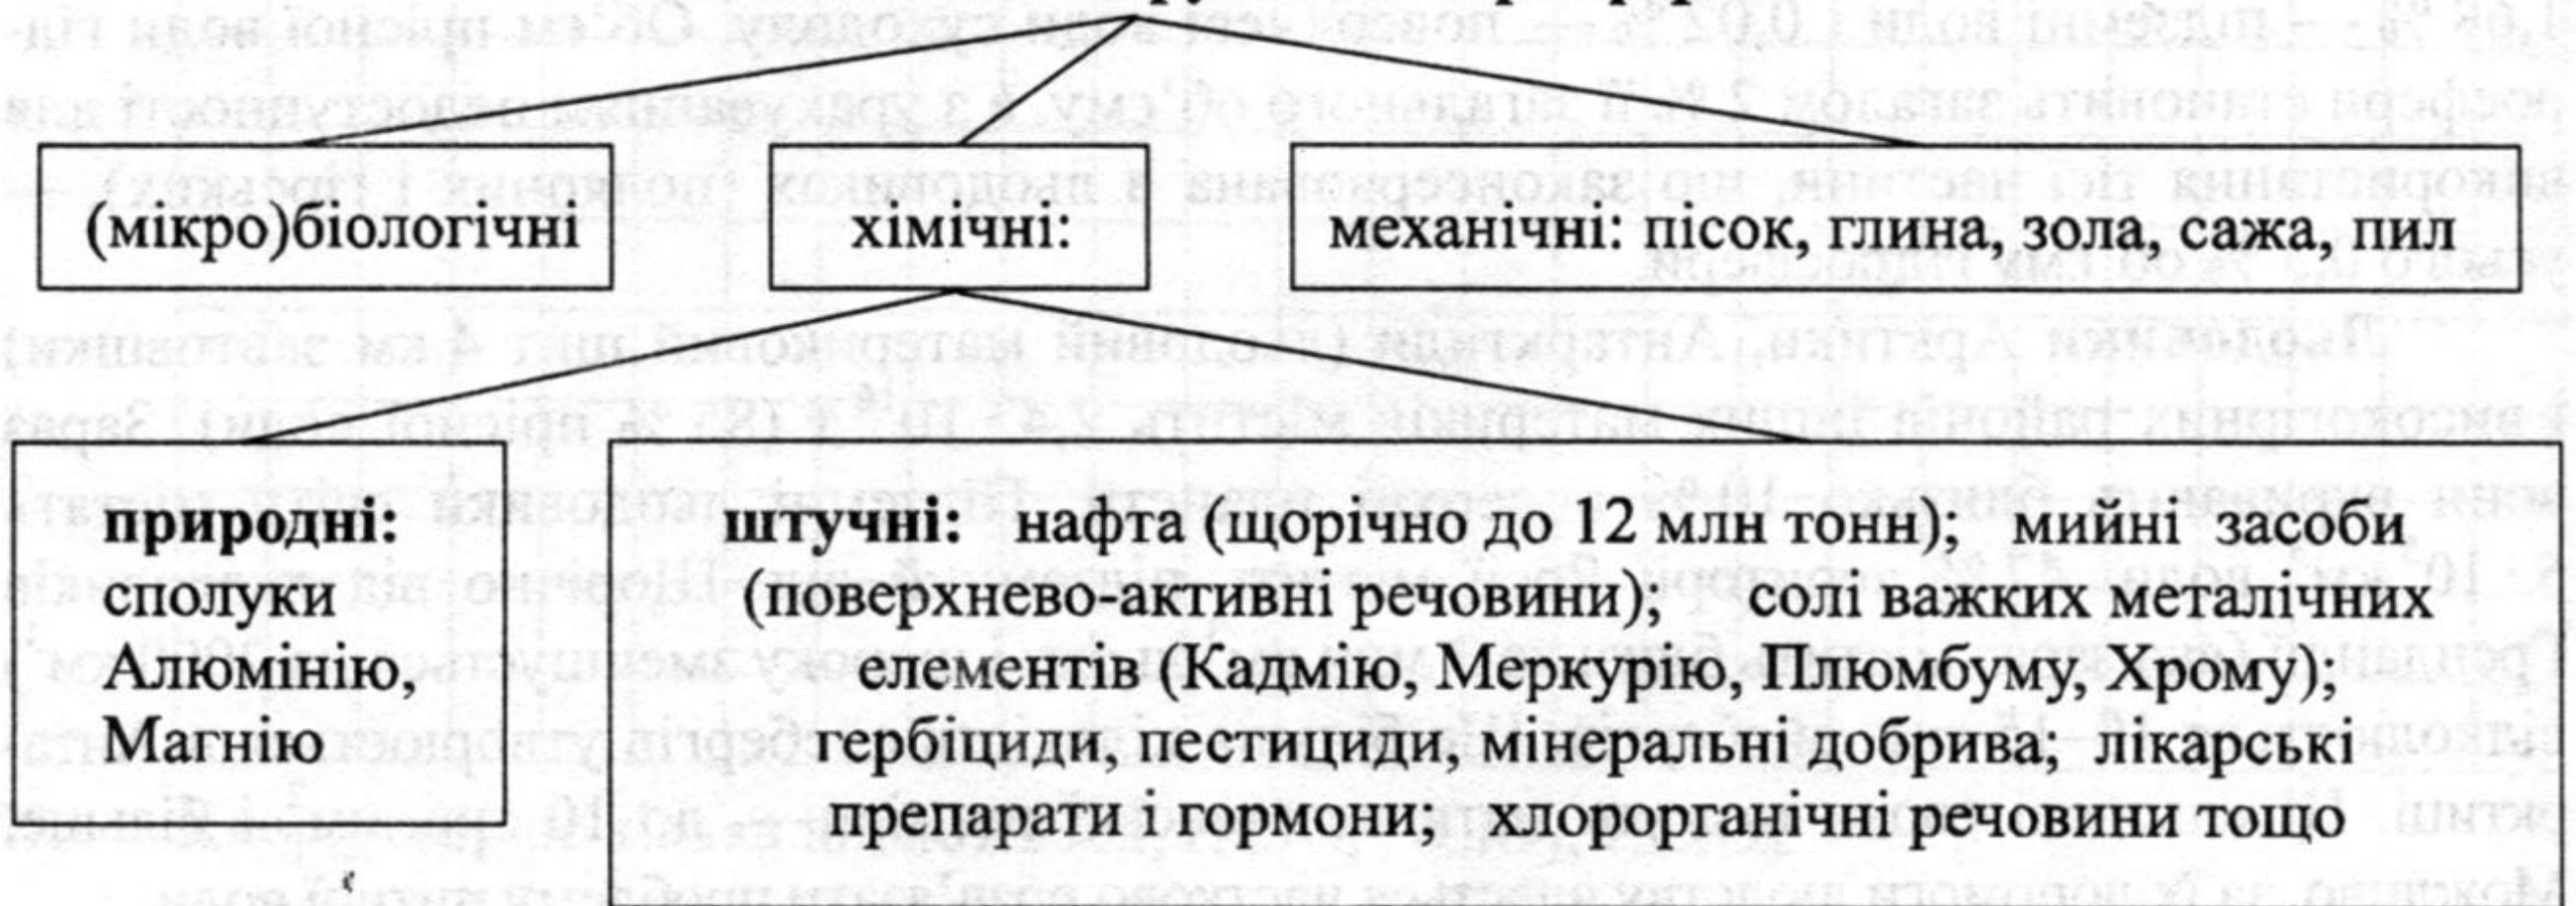 (мікро)біологічні
хімічні:
механічні: пісок, глина, зола, сажа, пил
природні:
сполуки
Алюмінію,
Магнію
штучні: нафта (щорічно до 12 млн тонн); мийні засоби
(поверхнево-активні речовини); солі важких металічних
елементів (Кадмію, Меркурію, Плюмбуму, Хрому);
гербіциди, пестициди, мінеральні добрива; лікарські
препарати і гормони; хлорорганічні речовини тощо